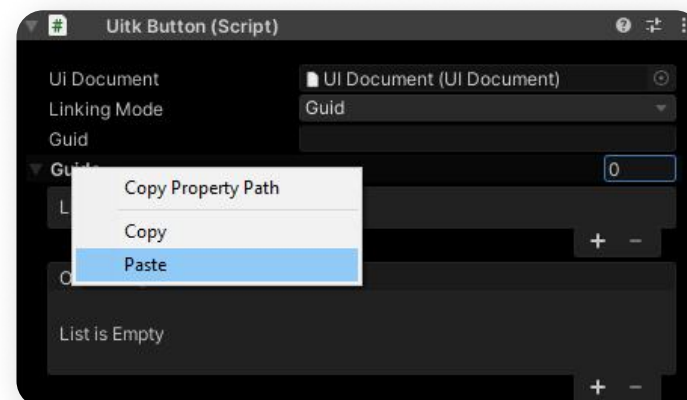 # Uitk Button (Script)
Ui Document UI Document (UI Document)
Linking Mode Guid
Guid
Gu 0
Copy Property Path
L
Copy
+ -
Paste
O
List is Empty
+ -